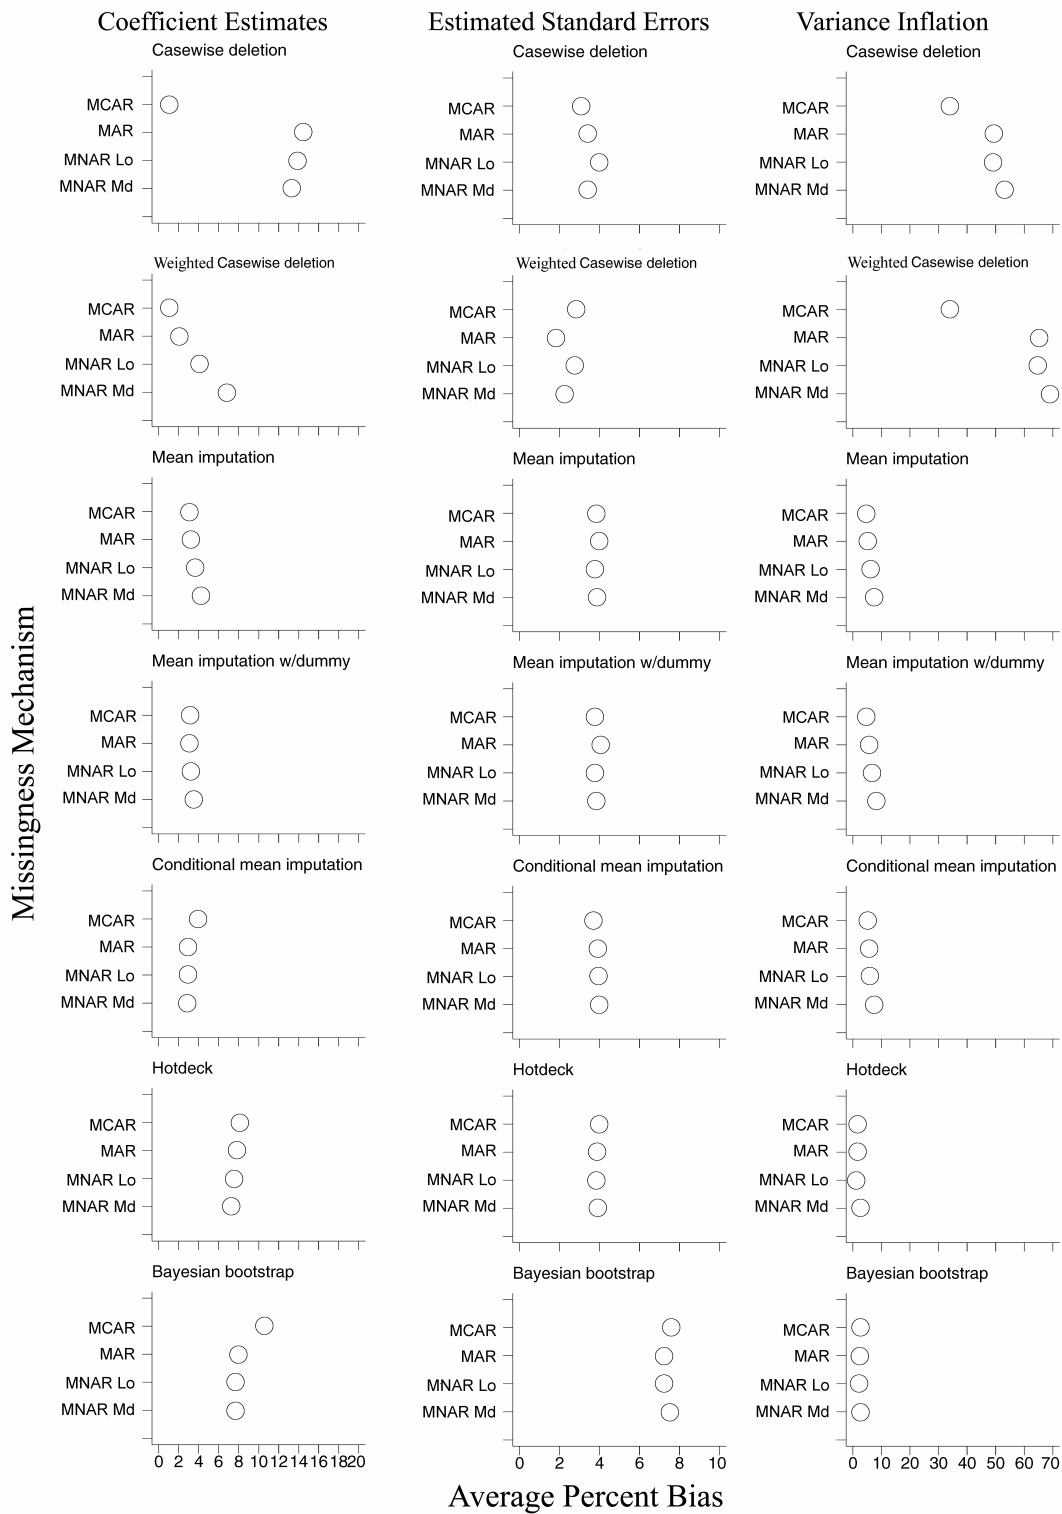 Coefficient Estimates Estimated Standard Errors Variance Inflation
Casewise deletion Casewise deletion Casewise deletion
MCAR MCAR MCAR
MAR MAR MAR
MNAR Lo MNAR Lo MNAR Lo
MNAR Md MNAR Md MNAR Md
Weighted Casewise deletion Weighted Casewise deletion Weighted Casewise deletion
MCAR MCAR MCAR
MAR MAR MAR
MNAR Lo MNAR Lo MNAR Lo
MNAR Md MNAR Md MNAR Md
Mean imputation Mean imputation Mean imputation
MCAR MCAR MCAR
MAR MAR MAR
MNAR Lo MNAR Lo MNAR Lo
MNAR Md MNAR Md MNAR Md
Missingness Mechanism
Mean imputation w/dummy Mean imputation w/dummy Mean imputation w/dummy
MCAR MCAR MCAR
MAR MAR MAR
MNAR Lo MNAR Lo MNAR Lo
MNAR Md MNAR Md MNAR Md
Conditional mean imputation Conditional mean imputation Conditional mean imputation
MCAR MCAR MCAR
MAR MAR MAR
MNAR Lo MNAR Lo MNAR Lo
MNAR Md MNAR Md MNAR Md
Hotdeck Hotdeck Hotdeck
MCAR MCAR MCAR
MAR MAR MAR
MNAR Lo MNAR Lo MNAR Lo
MNAR Md MNAR Md MNAR Md
Bayesian bootstrap Bayesian bootstrap Bayesian bootstrap
MCAR MCAR MCAR
MAR MAR MAR
MNAR Lo MNAR Lo MNAR Lo
MNAR Md MNAR Md MNAR Md
0 2 4 6 8 10 12 14 16 18 20 0 2 4 6 8 10 0 10 20 30 40 50 60 70
Average Percent Bias